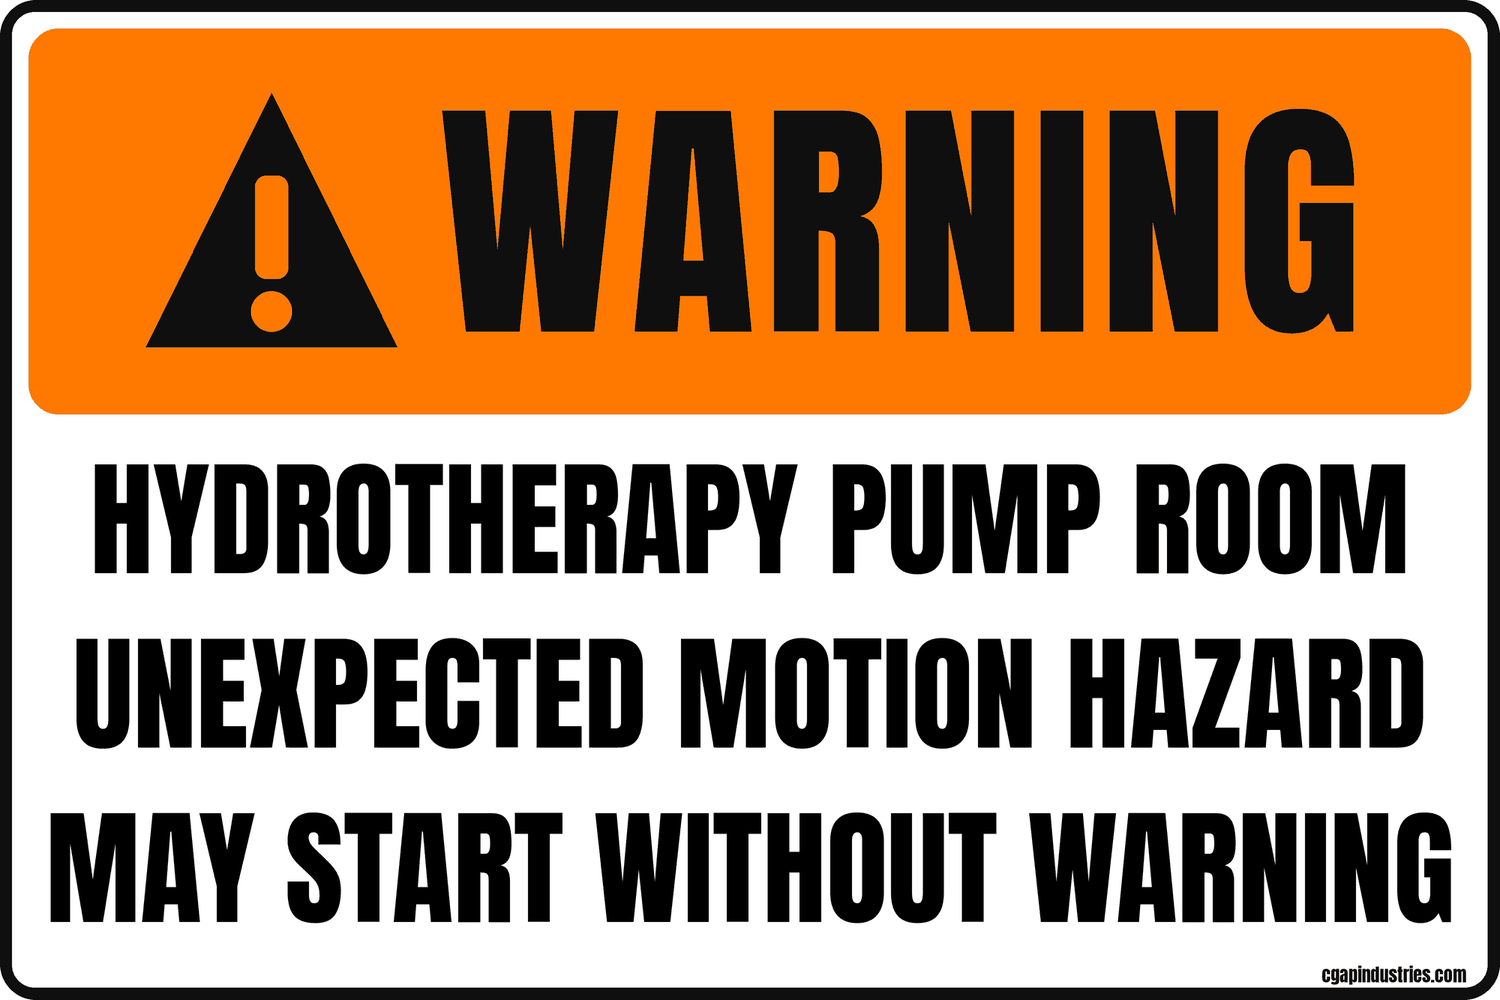 WARNING
HYDROTHERAPY PUMP ROOM
UNEXPECTED MOTION HAZARD
MAY START WITHOUT WARNING
cgapindustries.com